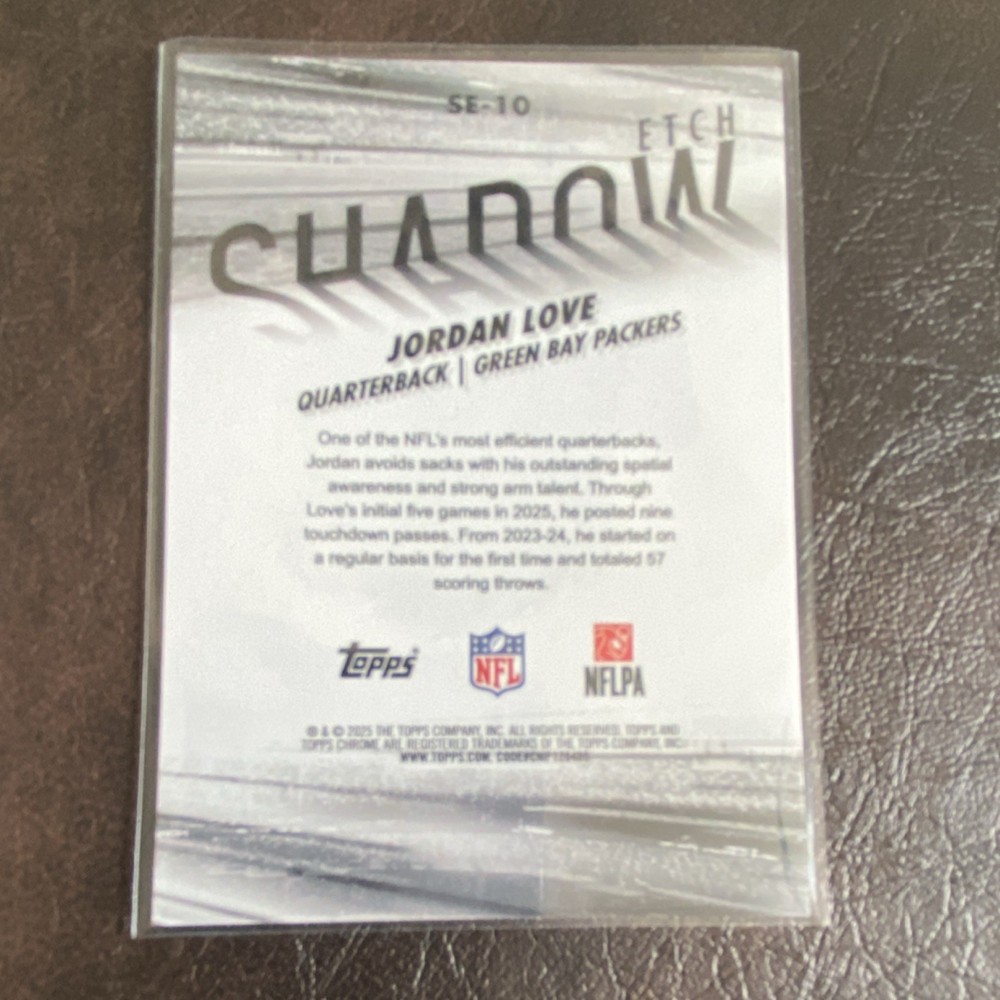 SE-10
ETCH
SHADOW
JORDAN LOVE
QUARTERBACK | GREEN BAY PACKERS
One of the NFL's most efficient quarterbacks,
Jordan avoids sacks with his outstanding spatial
awareness and strong arm talent. Through
Love's initial five games in 2025, he posted nine
touchdown passes. From 2023-24, he started on
a regular basis for the first time and totaled 57
scoring throws.
Topps®
NFL
NFLPA
® & © 2025 THE TOPPS COMPANY, INC. ALL RIGHTS RESERVED. TOPPS AND
TOPPS CHROME ARE REGISTERED TRADEMARKS OF THE TOPPS COMPANY, INC.
WWW.TOPPS.COM.